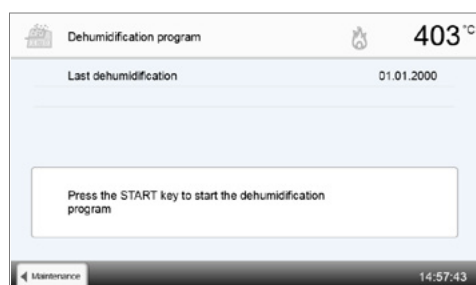 Dehumidification program 403 °C
Last dehumidification 01.01.2000
Press the START key to start the dehumidification
program
Maintenance 14:57:43